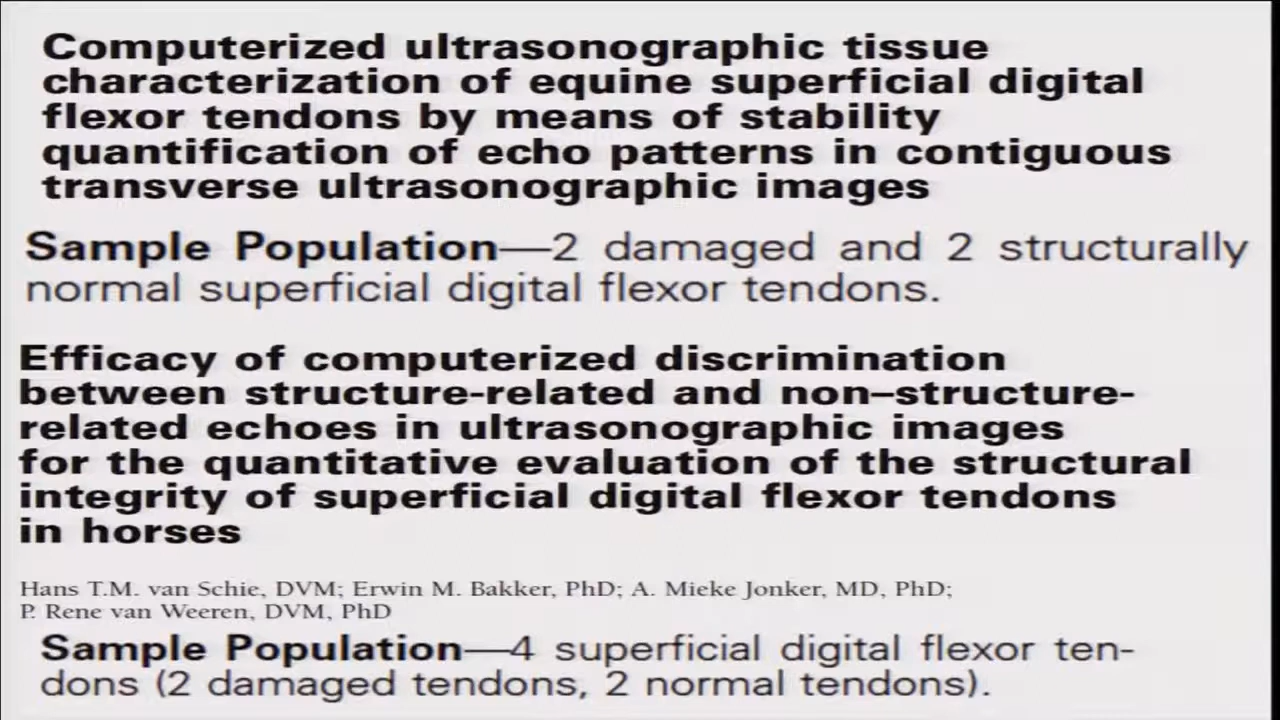 Computerized ultrasonographic tissue
characterization of equine superficial digital
flexor tendons by means of stability
quantification of echo patterns in contiguous
transverse ultrasonographic images
Sample Population—2 damaged and 2 structurally
normal superficial digital flexor tendons.
Efficacy of computerized discrimination
between structure-related and non–structure-
related echoes in ultrasonographic images
for the quantitative evaluation of the structural
integrity of superficial digital flexor tendons
in horses
Hans T.M. van Schie, DVM; Erwin M. Bakker, PhD; A. Mieke Jonker, MD, PhD;
P. Rene van Weeren, DVM, PhD
Sample Population—4 superficial digital flexor ten-
dons (2 damaged tendons, 2 normal tendons).